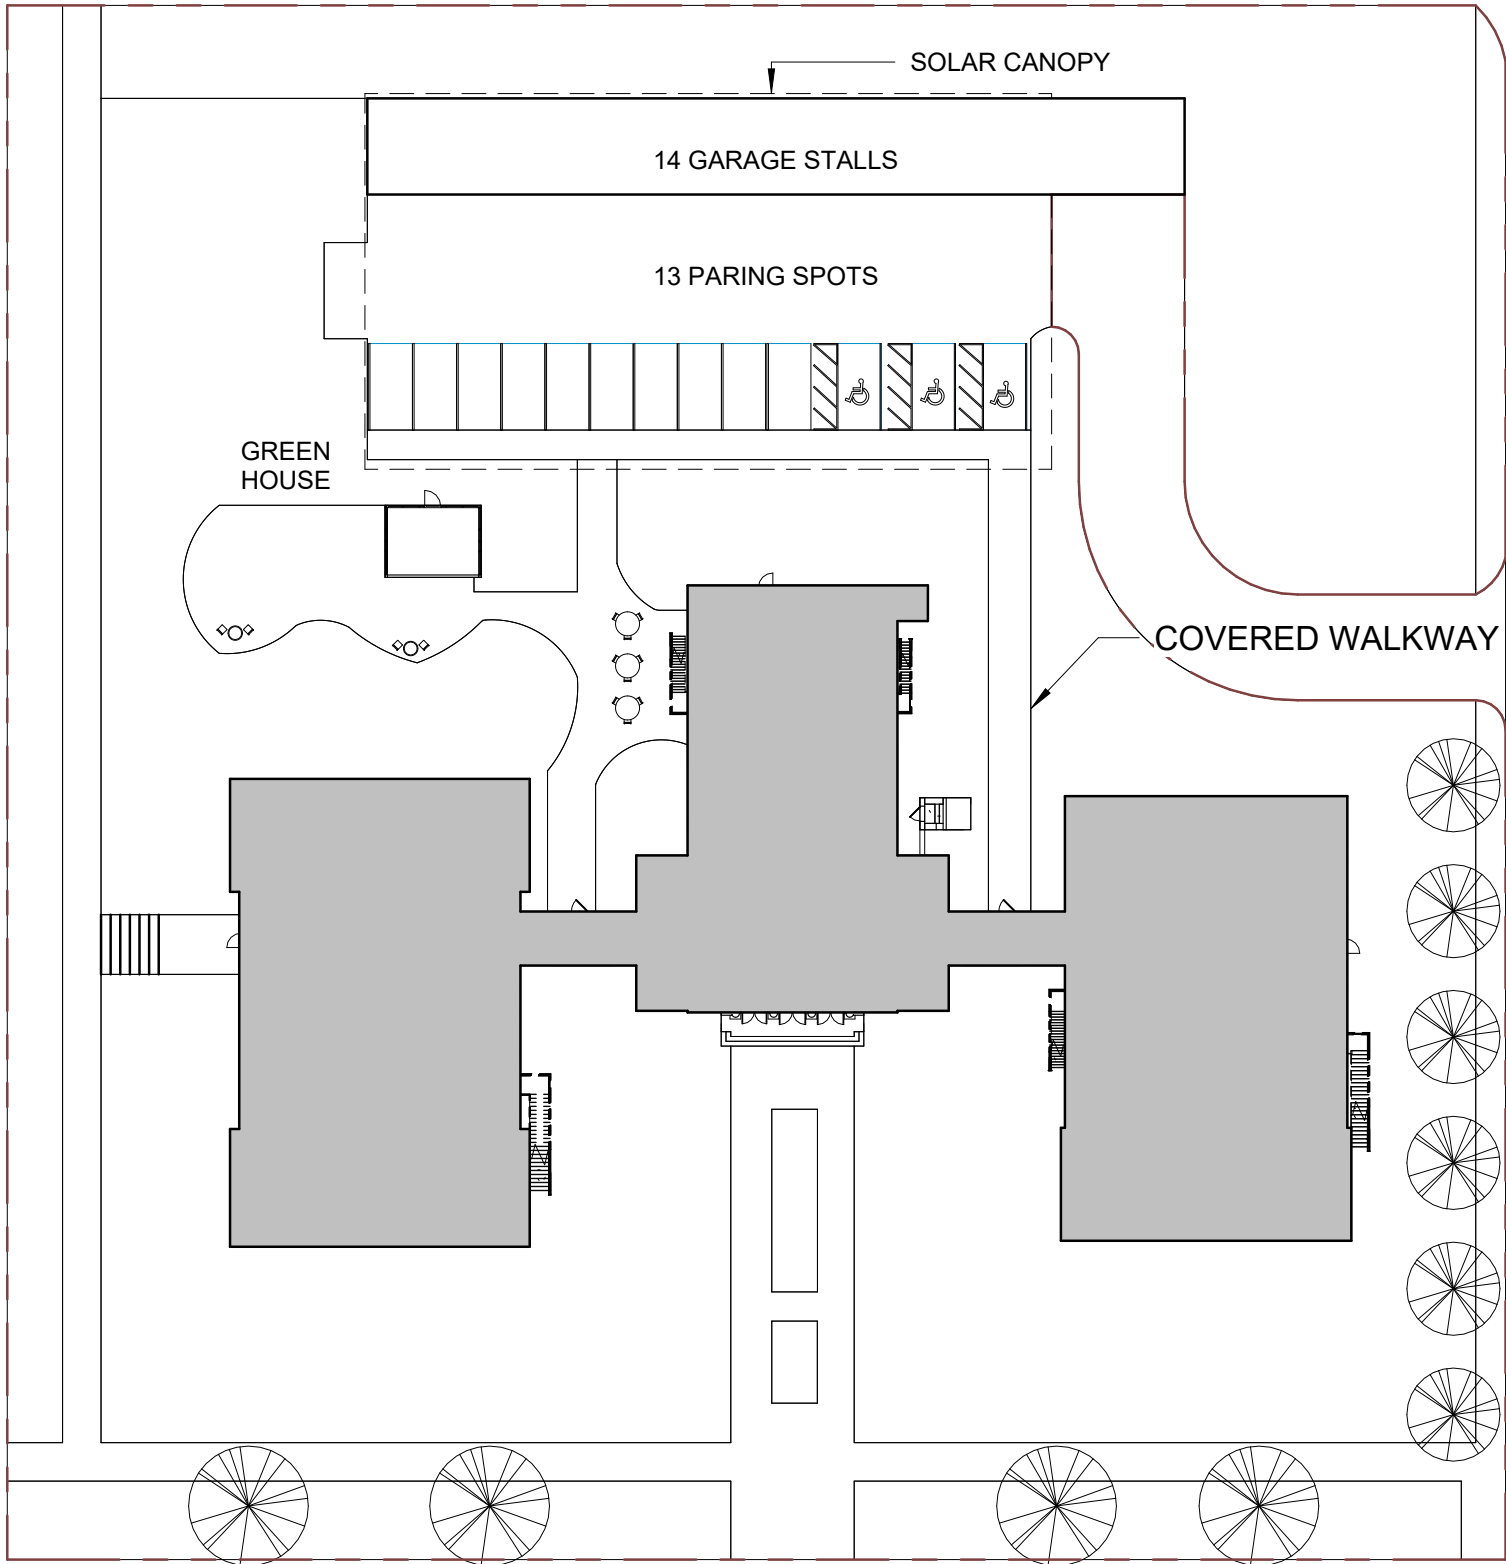 SOLAR CANOPY
14 GARAGE STALLS
13 PARING SPOTS
GREEN
HOUSE
COVERED WALKWAY